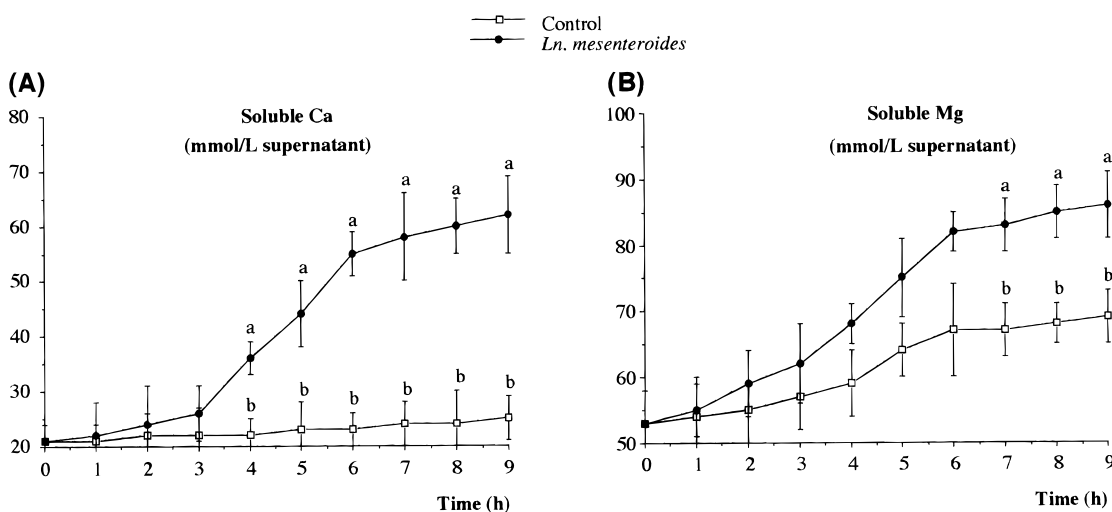 Control
Ln. mesenteroides
(A)
Soluble Ca
(mmol/L supernatant)
80
70
60
50
40
30
20
a
a
a
a
a
a
b
b
b
b
b
b
0 1 2 3 4 5 6 7 8 9
Time (h)
(B)
Soluble Mg
(mmol/L supernatant)
100
90
80
70
60
50
a
a
a
b
b
b
0 1 2 3 4 5 6 7 8 9
Time (h)